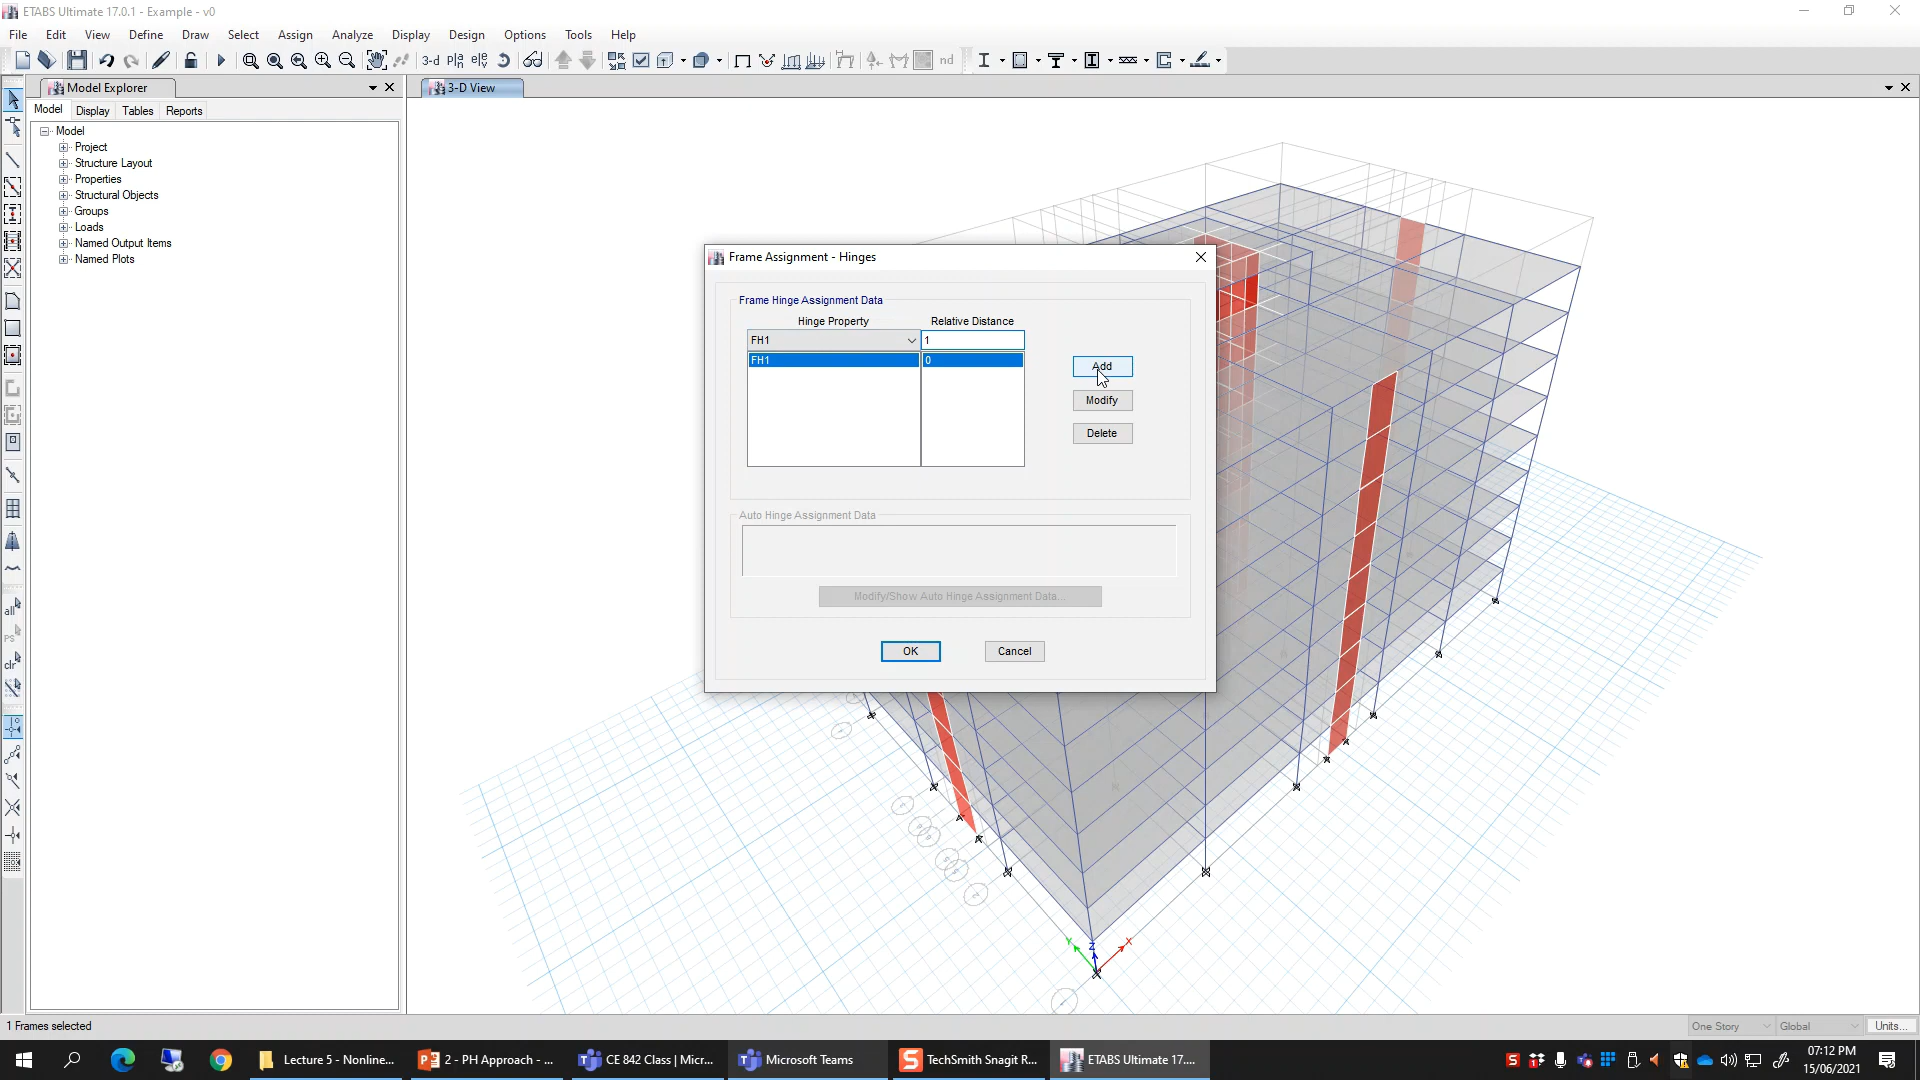 ETABS Ultimate 17.0.1 - Example - v0
File Edit View Define Draw Select Assign Analyze Display Design Options Tools Help
3-d
nd
Model Explorer
3-D View
Model Display Tables Reports
Model
Project
Structure Layout
Properties
Structural Objects
Groups
Loads
Named Output Items
Named Plots
all
ps
clr
Frame Assignment - Hinges
Frame Hinge Assignment Data
Hinge Property Relative Distance
FH1 1
FH1 0
Add
Modify
Delete
Auto Hinge Assignment Data
Modify/Show Auto Hinge Assignment Data...
OK Cancel
Y Z X
1 Frames selected
One Story Global Units...
Lecture 5 - Nonline...
2 - PH Approach - ...
CE 842 Class | Micr...
Microsoft Teams
TechSmith Snagit R...
ETABS Ultimate 17....
07:12 PM
15/06/2021